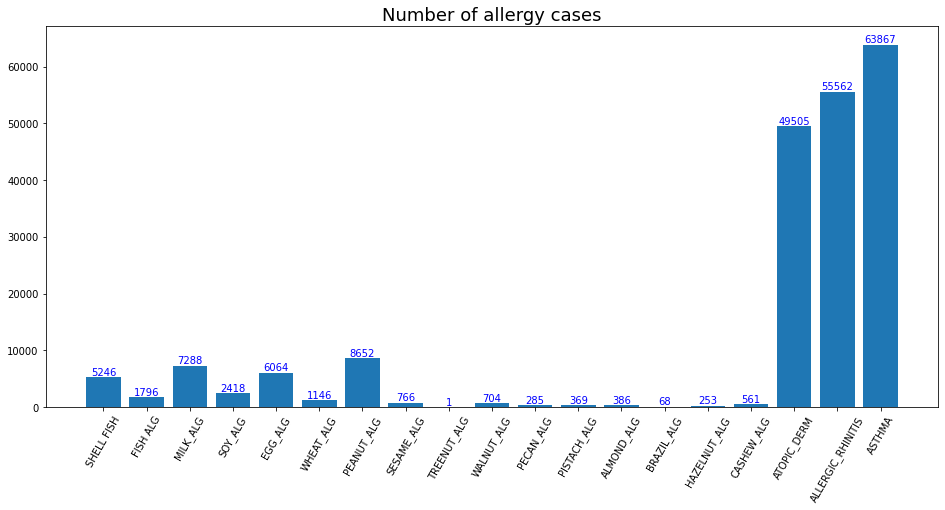 Number of allergy cases
60000
50000
40000
30000
20000
10000
0
5246
1796
7288
2418
6064
1146
8652
766
1
704
285
369
386
68
253
561
49505
55562
63867
SHELL FISH
FISH ALG
MILK_ALG
SOY_ALG
EGG_ALG
WHEAT_ALG
PEANUT_ALG
SESAME_ALG
TREENUT_ALG
WALNUT_ALG
PECAN_ALG
PISTACH_ALG
ALMOND_ALG
BRAZIL_ALG
HAZELNUT_ALG
CASHEW_ALG
ATOPIC_DERM
ALLERGIC_RHINITIS
ASTHMA